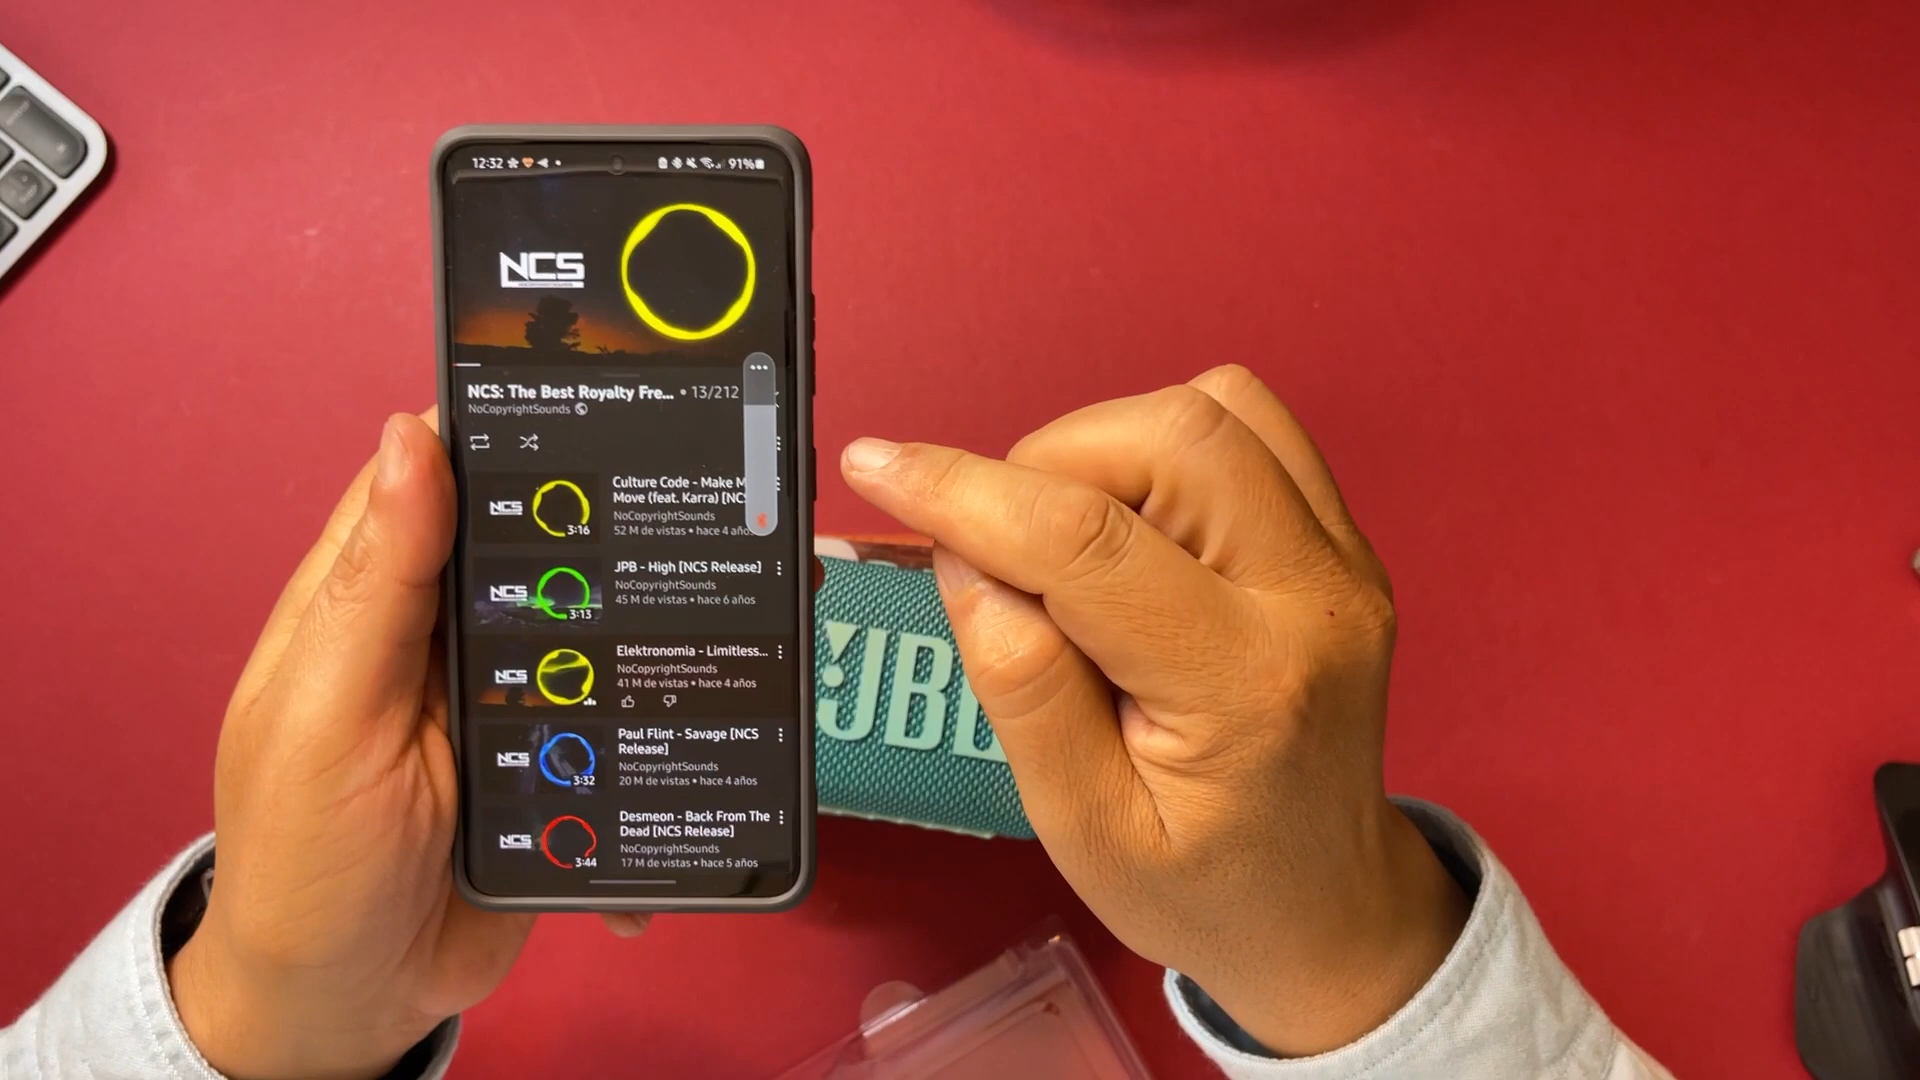 12:32
91%
NCS
NCS: The Best Royalty Fre... • 13/212
NoCopyrightSounds
Culture Code - Make M
Move (feat. Karra) [NCS
NoCopyrightSounds
52 M de vistas • hace 4 años
NCS
3:16
JPB - High [NCS Release]
NoCopyrightSounds
45 M de vistas • hace 6 años
NCS
3:13
Elektronomia - Limitless...
NoCopyrightSounds
41 M de vistas • hace 4 años
NCS
Paul Flint - Savage [NCS
Release]
NoCopyrightSounds
20 M de vistas • hace 4 años
NCS
3:32
Desmeon - Back From The
Dead [NCS Release]
NoCopyrightSounds
17 M de vistas • hace 5 años
NCS
3:44
JBL